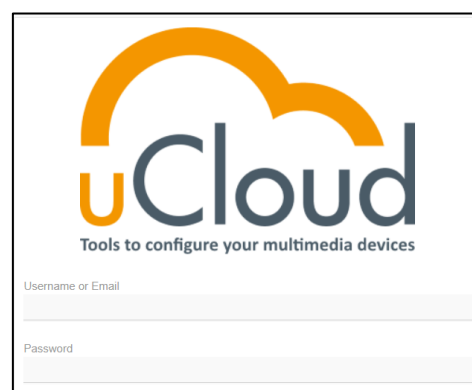 uCloud
Tools to configure your multimedia devices
Username or Email
Password